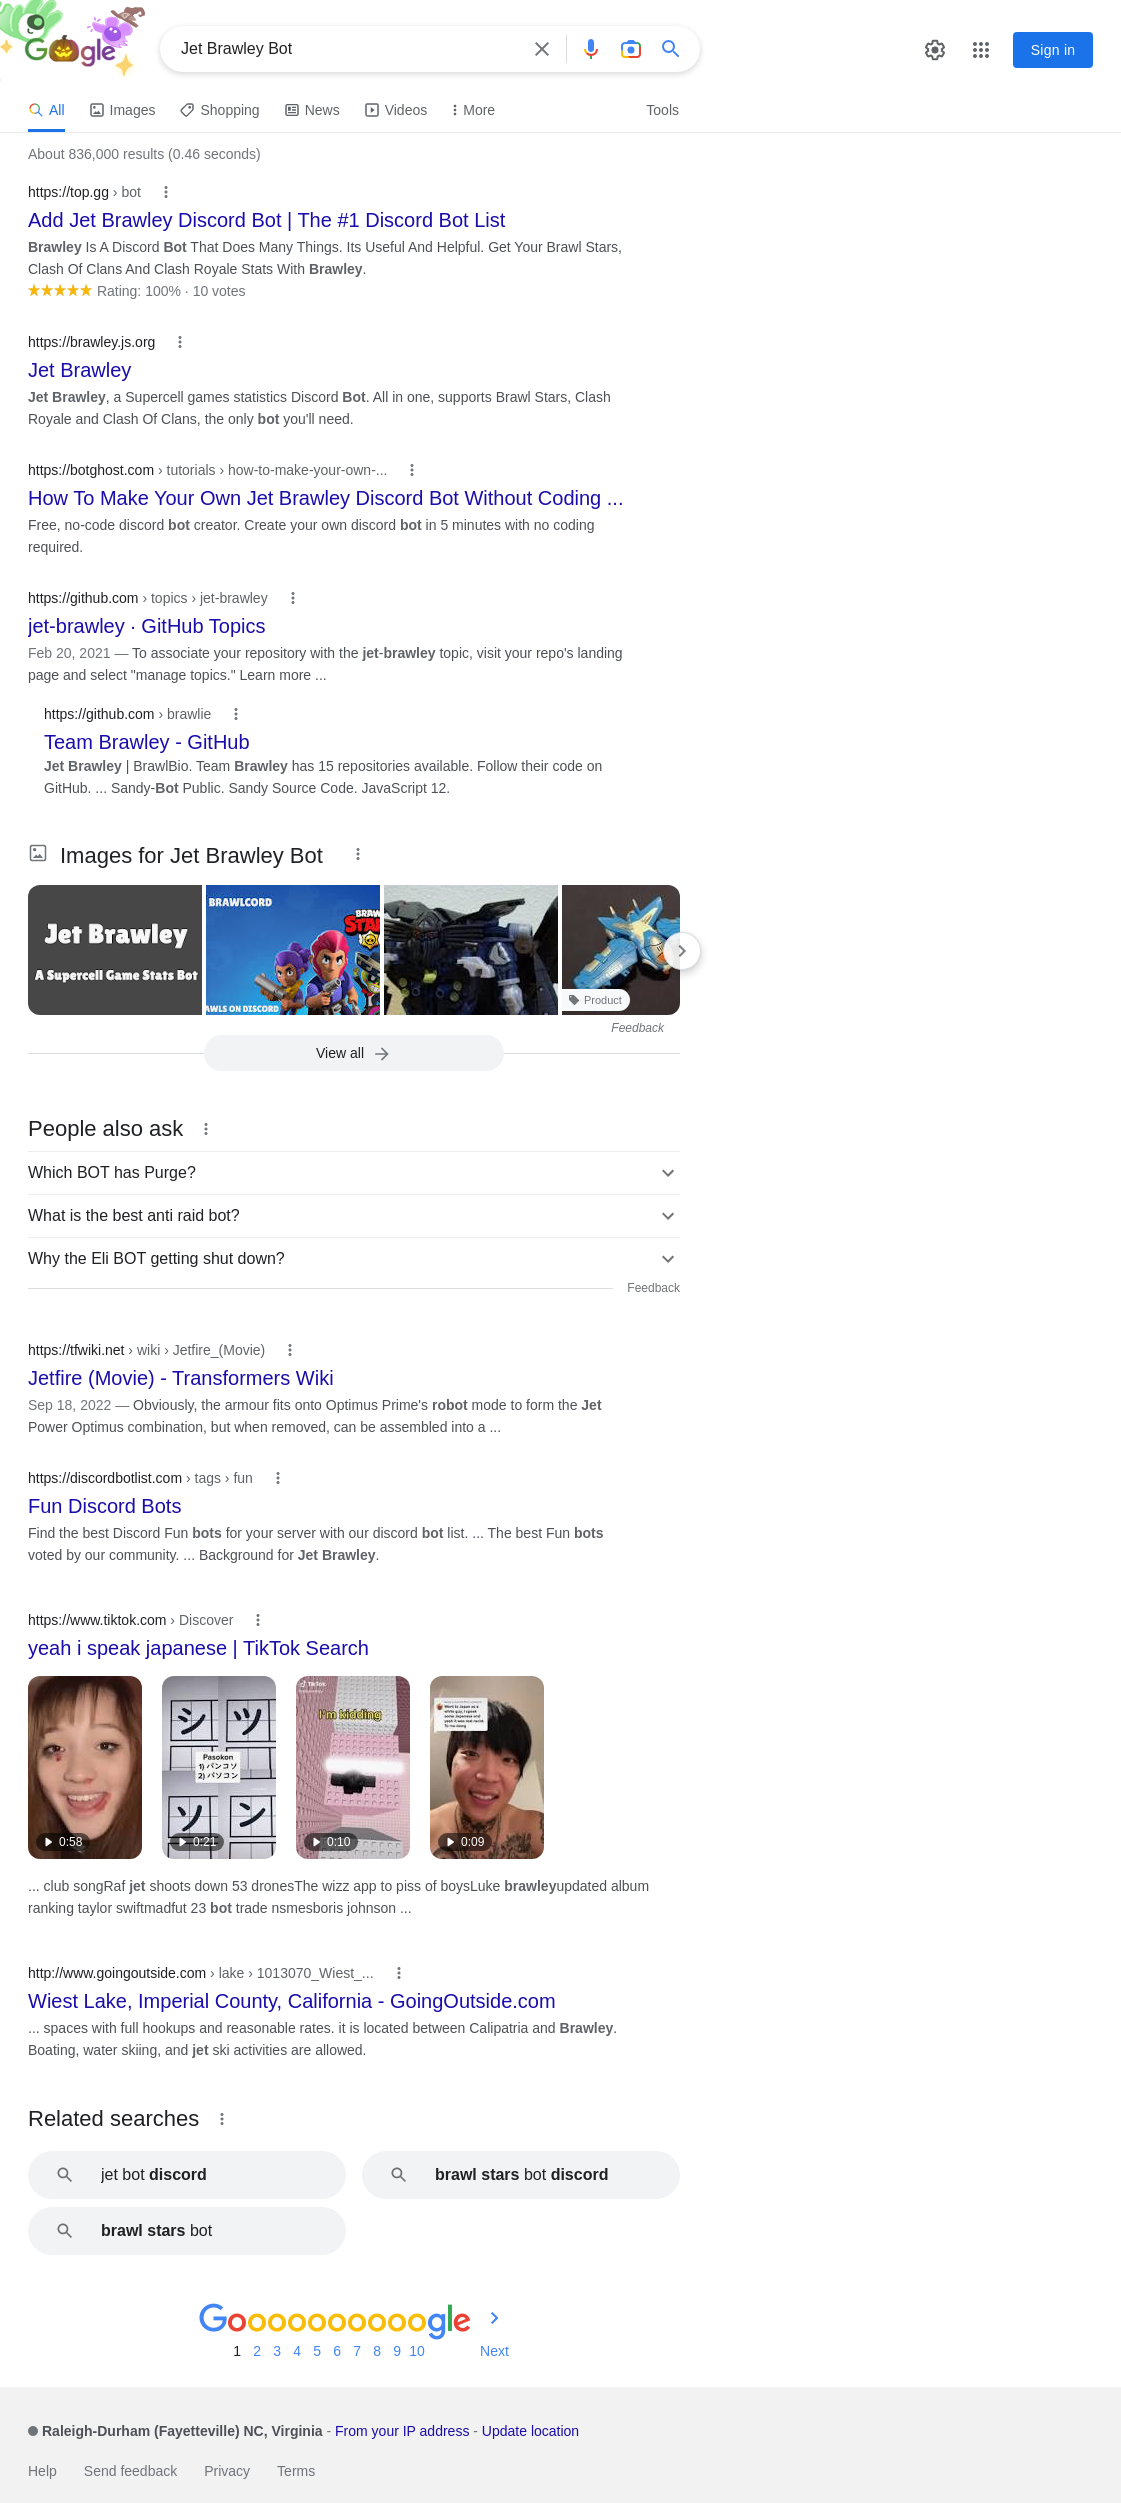 Google
Jet Brawley Bot
Sign in
All Images Shopping News Videos More Tools
About 836,000 results (0.46 seconds)
https://top.gg › bot
Add Jet Brawley Discord Bot | The #1 Discord Bot List
Brawley Is A Discord Bot That Does Many Things. Its Useful And Helpful. Get Your Brawl Stars,
Clash Of Clans And Clash Royale Stats With Brawley.
Rating: 100% · 10 votes
https://brawley.js.org
Jet Brawley
Jet Brawley, a Supercell games statistics Discord Bot. All in one, supports Brawl Stars, Clash
Royale and Clash Of Clans, the only bot you'll need.
https://botghost.com › tutorials › how-to-make-your-own-...
How To Make Your Own Jet Brawley Discord Bot Without Coding ...
Free, no-code discord bot creator. Create your own discord bot in 5 minutes with no coding
required.
https://github.com › topics › jet-brawley
jet-brawley · GitHub Topics
Feb 20, 2021 — To associate your repository with the jet-brawley topic, visit your repo's landing
page and select "manage topics." Learn more ...
https://github.com › brawlie
Team Brawley - GitHub
Jet Brawley | BrawlBio. Team Brawley has 15 repositories available. Follow their code on
GitHub. ... Sandy-Bot Public. Sandy Source Code. JavaScript 12.
Images for Jet Brawley Bot
Jet Brawley
A Supercell Game Stats Bot
BRAWLCORD
BRAW
STA
AWLS ON DISCORD
Product
Feedback
View all
People also ask
Which BOT has Purge?
What is the best anti raid bot?
Why the Eli BOT getting shut down?
Feedback
https://tfwiki.net › wiki › Jetfire_(Movie)
Jetfire (Movie) - Transformers Wiki
Sep 18, 2022 — Obviously, the armour fits onto Optimus Prime's robot mode to form the Jet
Power Optimus combination, but when removed, can be assembled into a ...
https://discordbotlist.com › tags › fun
Fun Discord Bots
Find the best Discord Fun bots for your server with our discord bot list. ... The best Fun bots
voted by our community. ... Background for Jet Brawley.
https://www.tiktok.com › Discover
yeah i speak japanese | TikTok Search
シ ツ
Pasokon
1) パンコソ
2) パソコン
ソ ン
TikTok
I'm kidding
0:58 0:21 0:10 0:09
... club songRaf jet shoots down 53 dronesThe wizz app to piss of boysLuke brawleyupdated album
ranking taylor swiftmadfut 23 bot trade nsmesboris johnson ...
http://www.goingoutside.com › lake › 1013070_Wiest_...
Wiest Lake, Imperial County, California - GoingOutside.com
... spaces with full hookups and reasonable rates. it is located between Calipatria and Brawley.
Boating, water skiing, and jet ski activities are allowed.
Related searches
jet bot discord
brawl stars bot discord
brawl stars bot
Goooooooooogle
1 2 3 4 5 6 7 8 9 10 Next
Raleigh-Durham (Fayetteville) NC, Virginia - From your IP address - Update location
Help Send feedback Privacy Terms